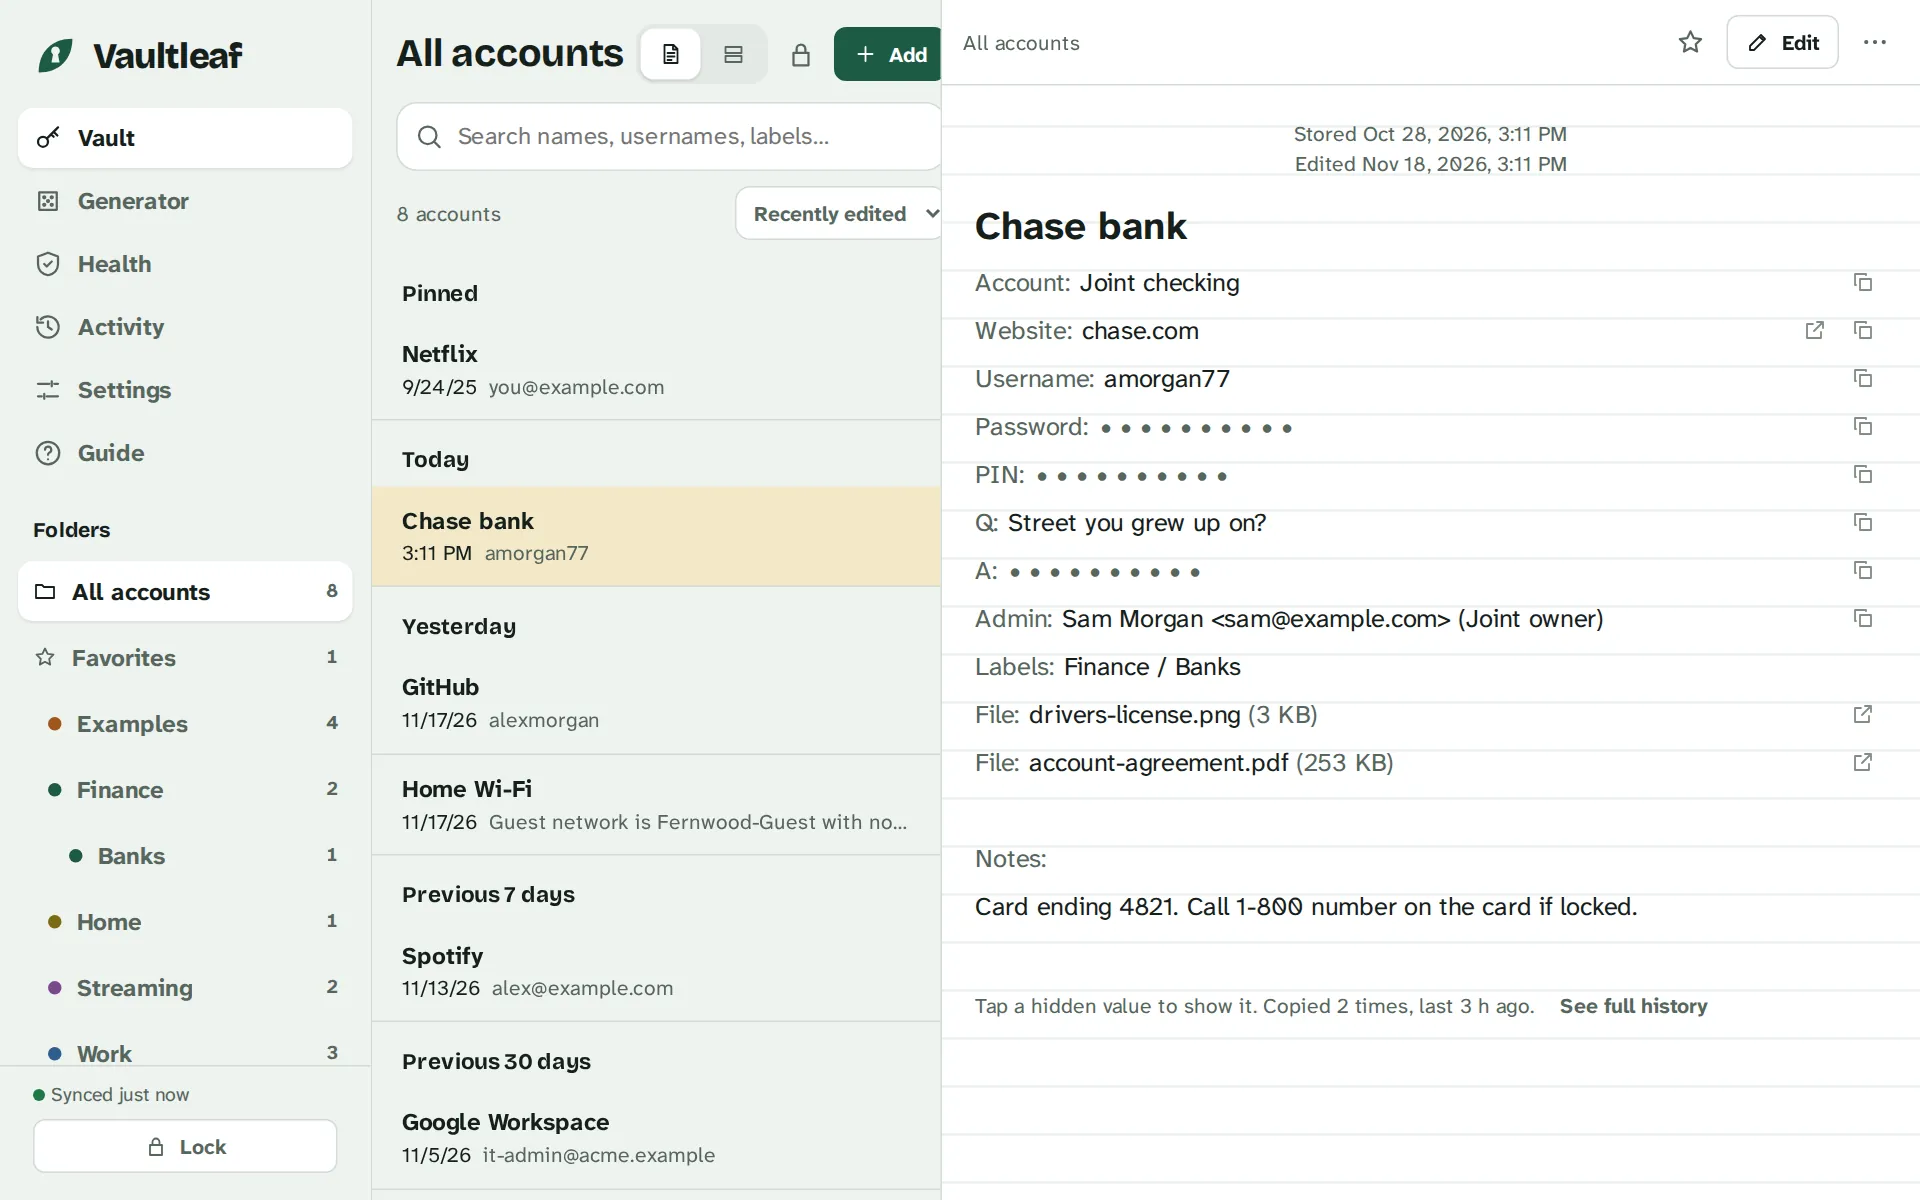 Vaultleaf
Vault
Generator
Health
Activity
Settings
Guide
Folders
All accounts 8
Favorites 1
Examples 4
Finance 2
Banks 1
Home 1
Streaming 2
Work 3
Synced just now
Lock
All accounts
Add
Search names, usernames, labels...
8 accounts
Recently edited
Pinned
Netflix
9/24/25 you@example.com
Today
Chase bank
3:11 PM amorgan77
Yesterday
GitHub
11/17/26 alexmorgan
Home Wi-Fi
11/17/26 Guest network is Fernwood-Guest with no...
Previous 7 days
Spotify
11/13/26 alex@example.com
Previous 30 days
Google Workspace
11/5/26 it-admin@acme.example
All accounts
Edit
Stored Oct 28, 2026, 3:11 PM
Edited Nov 18, 2026, 3:11 PM
Chase bank
Account: Joint checking
Website: chase.com
Username: amorgan77
Password: ••••••••••
PIN: ••••••••••
Q: Street you grew up on?
A: ••••••••••
Admin: Sam Morgan <sam@example.com> (Joint owner)
Labels: Finance / Banks
File: drivers-license.png (3 KB)
File: account-agreement.pdf (253 KB)
Notes:
Card ending 4821. Call 1-800 number on the card if locked.
Tap a hidden value to show it. Copied 2 times, last 3 h ago. See full history